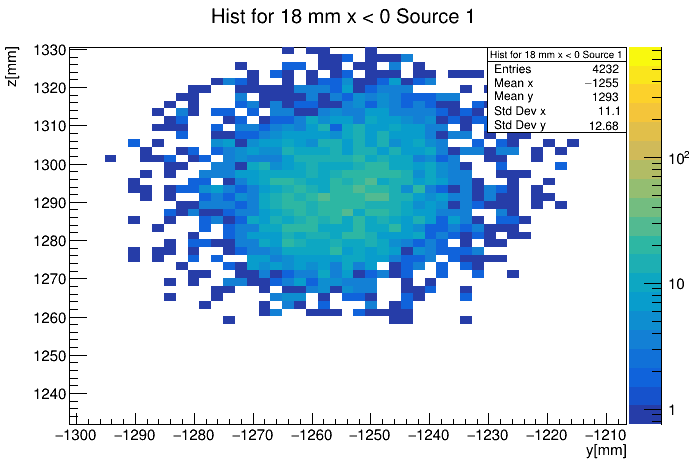 Hist for 18 mm x < 0 Source 1
z[mm]
1330
1320
1310
1300
1290
1280
1270
1260
1250
1240
Hist for 18 mm x < 0 Source 1
Entries 4232
Mean x −1255
Mean y 1293
Std Dev x 11.1
Std Dev y 12.68
10²
10
1
−1300 −1290 −1280 −1270 −1260 −1250 −1240 −1230 −1220 −1210
y[mm]